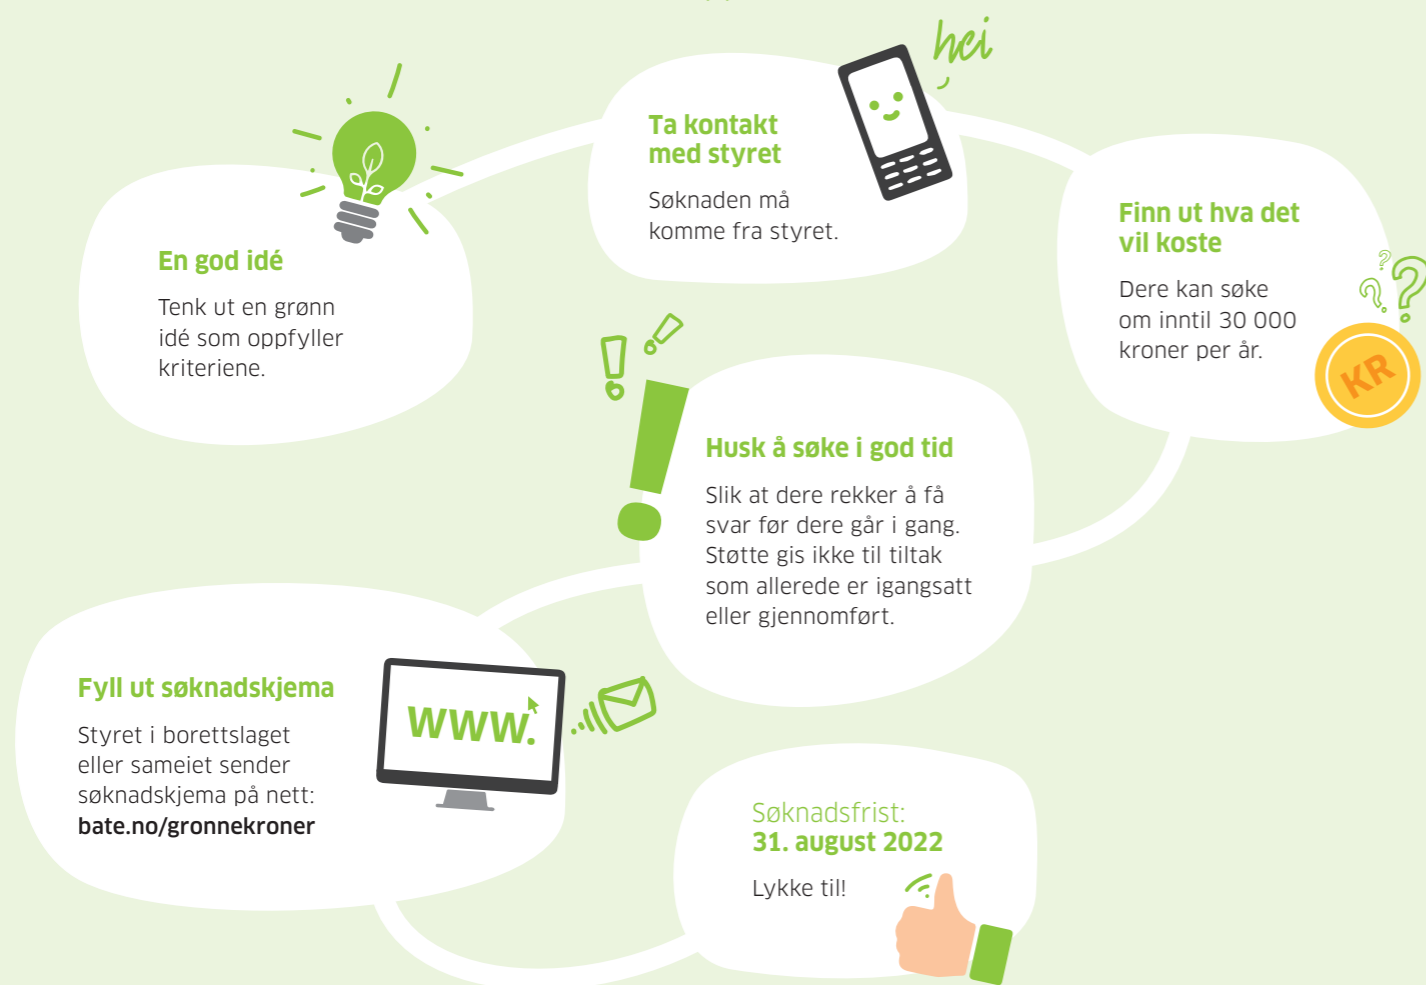 hei
En god idé
Tenk ut en grønn
idé som oppfyller
kriteriene.
Ta kontakt
med styret
Søknaden må
komme fra styret.
Finn ut hva det
vil koste
Dere kan søke
om inntil 30 000
kroner per år.
KR
Husk å søke i god tid
Slik at dere rekker å få
svar før dere går i gang.
Støtte gis ikke til tiltak
som allerede er igangsatt
eller gjennomført.
Fyll ut søknadskjema
Styret i borettslaget
eller sameiet sender
søknadskjema på nett:
bate.no/gronnekroner
www.
Søknadsfrist:
31. august 2022
Lykke til!